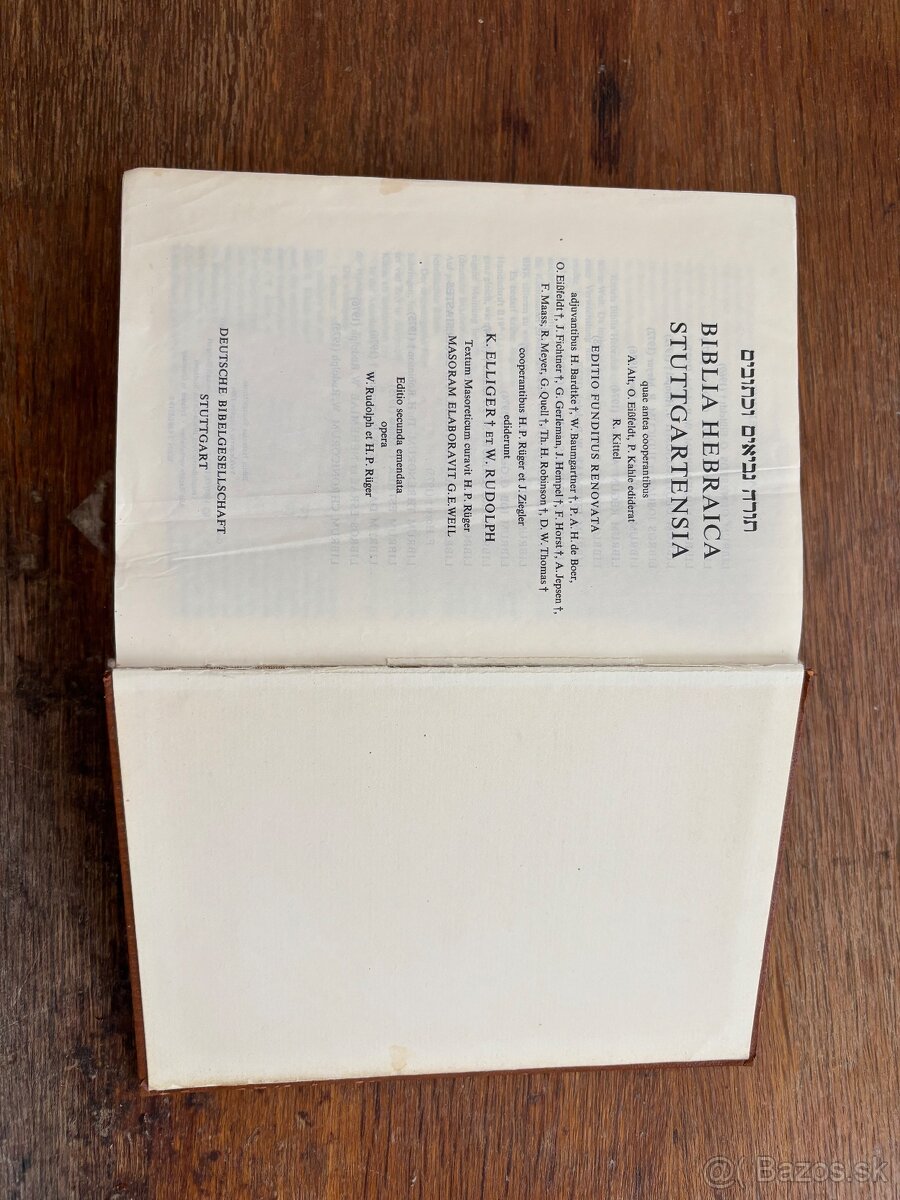 תורה נביאים וכתובים
BIBLIA HEBRAICA
STUTTGARTENSIA
quae antea cooperantibus
A. Alt, O. Eißfeldt, P. Kahle ediderat
R. Kittel
EDITIO FUNDITUS RENOVATA
adjuvantibus H. Bardtke †, W. Baumgartner †, P. A. H. de Boer,
O. Eißfeldt †, J. Fichtner †, G. Gerleman, J. Hempel †, F. Horst †, A. Jepsen †,
F. Maass, R. Meyer, G. Quell †, Th. H. Robinson †, D. W. Thomas †
cooperantibus H. P. Rüger et J. Ziegler
ediderunt
K. ELLIGER † ET W. RUDOLPH
Textum Masoreticum curavit H. P. Rüger
MASORAM ELABORAVIT G. E. WEIL
Editio secunda emendata
opera
W. Rudolph et H. P. Rüger
DEUTSCHE BIBELGESELLSCHAFT
STUTTGART
Bazos.sk